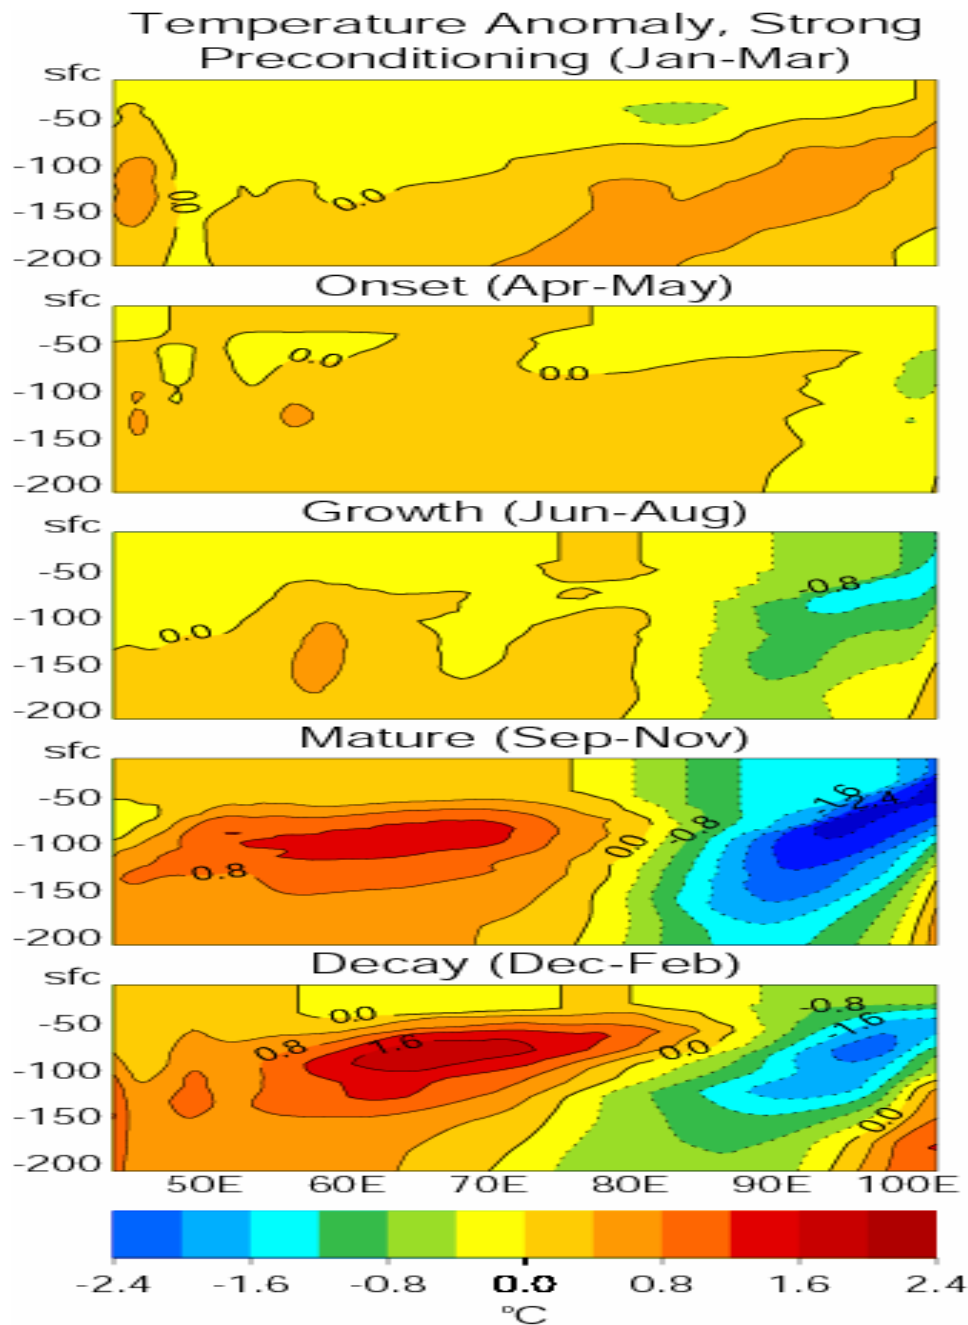 Temperature Anomaly, Strong
Preconditioning (Jan-Mar)
sfc
-50
-100
-150
-200
00
0.0
Onset (Apr-May)
sfc
-50
-100
-150
-200
0.0
0.0
Growth (Jun-Aug)
sfc
-50
-100
-150
-200
0.0
-0.8
Mature (Sep-Nov)
sfc
-50
-100
-150
-200
0.8
0.0
-0.8
-1.6
-2.4
Decay (Dec-Feb)
sfc
-50
-100
-150
-200
0.0
0.8
1.6
0.0
-0.8
-1.6
0.0
50E 60E 70E 80E 90E 100E
-2.4 -1.6 -0.8 0.0 0.8 1.6 2.4
°C